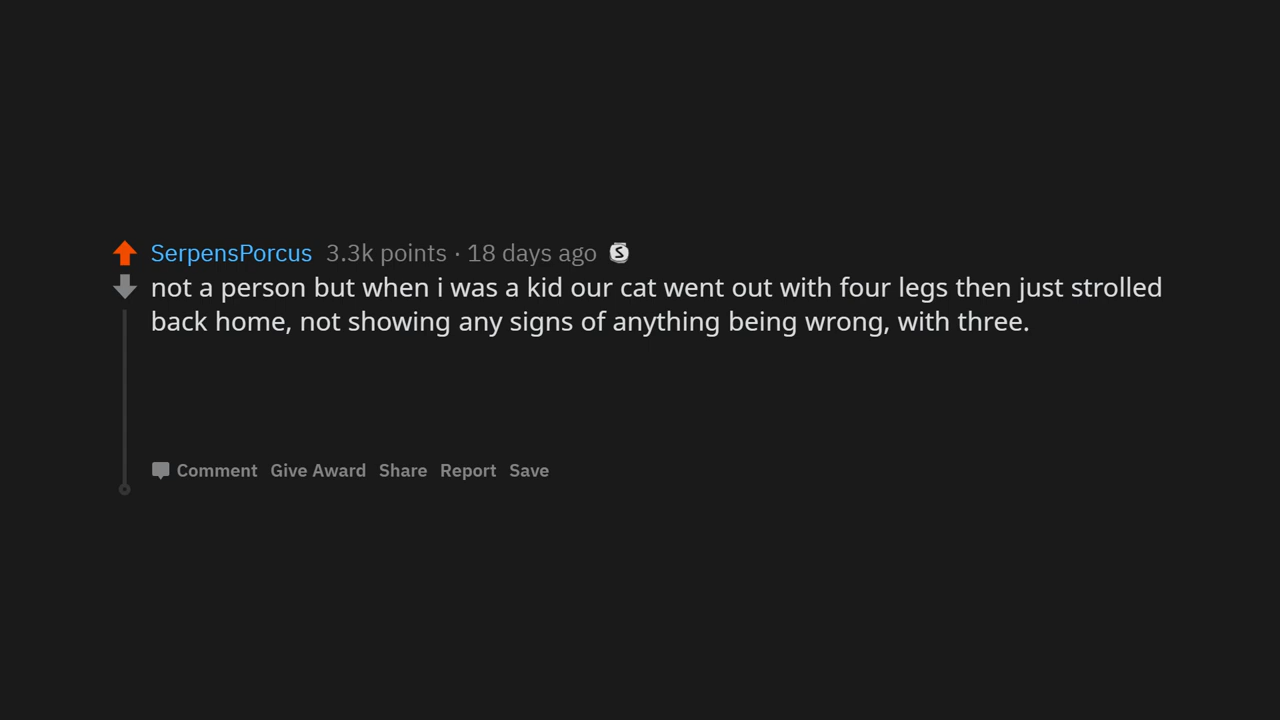 SerpensPorcus 3.3k points · 18 days ago S
not a person but when i was a kid our cat went out with four legs then just strolled
back home, not showing any signs of anything being wrong, with three.
Comment Give Award Share Report Save